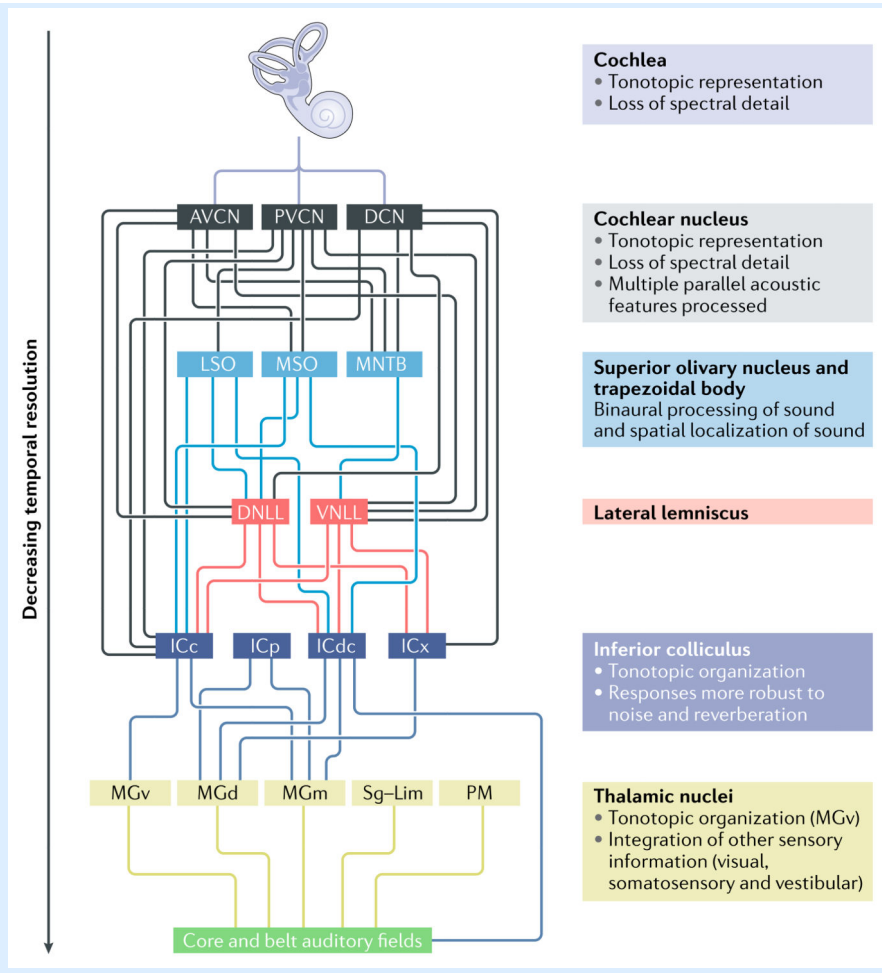 Decreasing temporal resolution
Cochlea
• Tonotopic representation
• Loss of spectral detail
AVCN PVCN DCN
Cochlear nucleus
• Tonotopic representation
• Loss of spectral detail
• Multiple parallel acoustic
features processed
LSO MSO MNTB
Superior olivary nucleus and
trapezoidal body
Binaural processing of sound
and spatial localization of sound
DNLL VNLL
Lateral lemniscus
ICc ICp ICdc ICx
Inferior colliculus
• Tonotopic organization
• Responses more robust to
noise and reverberation
MGv MGd MGm Sg–Lim PM
Thalamic nuclei
• Tonotopic organization (MGv)
• Integration of other sensory
information (visual,
somatosensory and vestibular)
Core and belt auditory fields